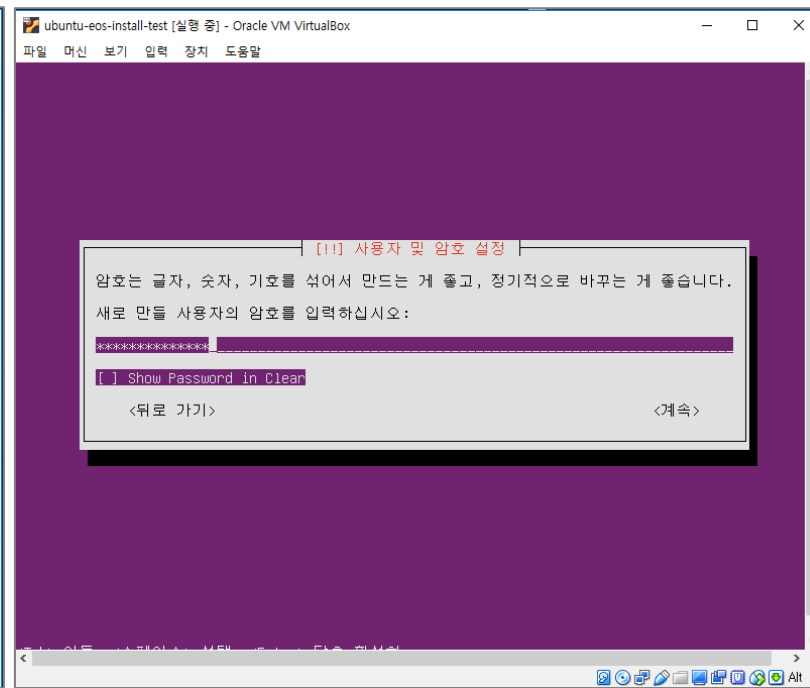 ubuntu-eos-install-test [실행 중] - Oracle VM VirtualBox
파일 머신 보기 입력 장치 도움말
[!!] 사용자 및 암호 설정
암호는 글자, 숫자, 기호를 섞어서 만드는 게 좋고, 정기적으로 바꾸는 게 좋습니다.
새로 만들 사용자의 암호를 입력하십시오:
**************
[ ] Show Password in Clear
<뒤로 가기> <계속>
Alt